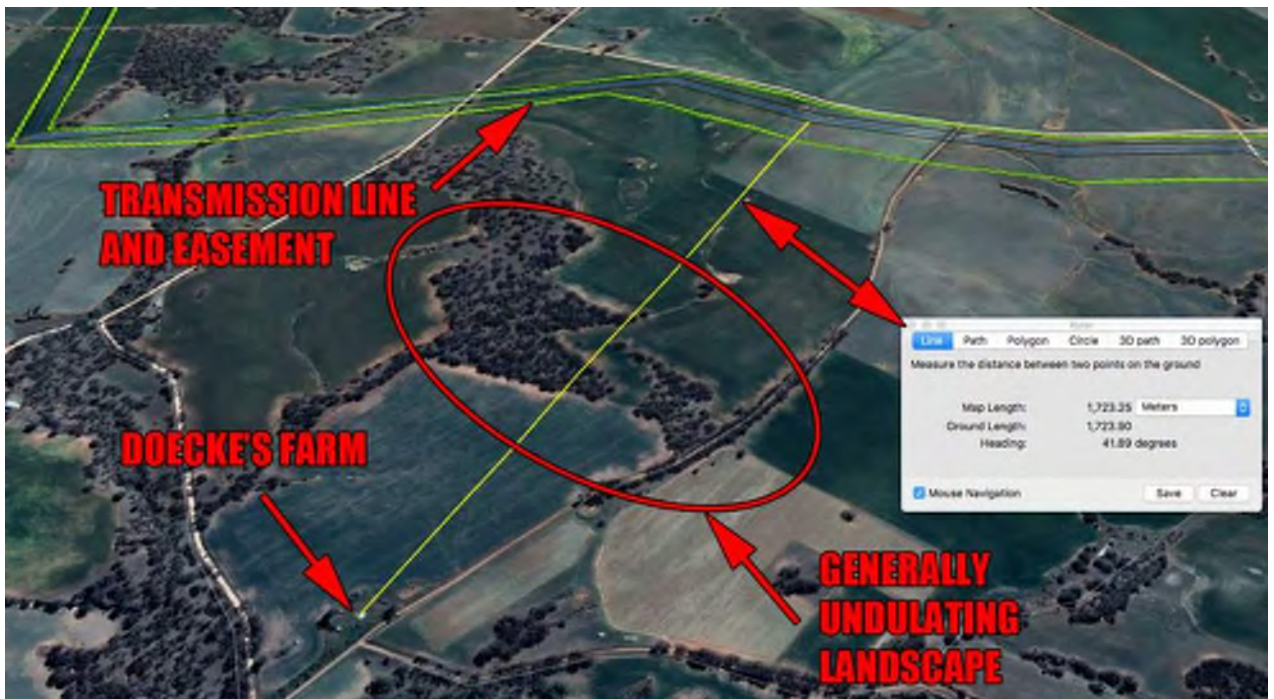 TRANSMISSION LINE
AND EASEMENT
DOECKE'S FARM
GENERALLY
UNDULATING
LANDSCAPE
Ruler
Line Path Polygon Circle 3D path 3D polygon
Measure the distance between two points on the ground
Map Length: 1,723.25 Meters
Ground Length: 1,723.90
Heading: 41.89 degrees
Mouse Navigation Save Clear